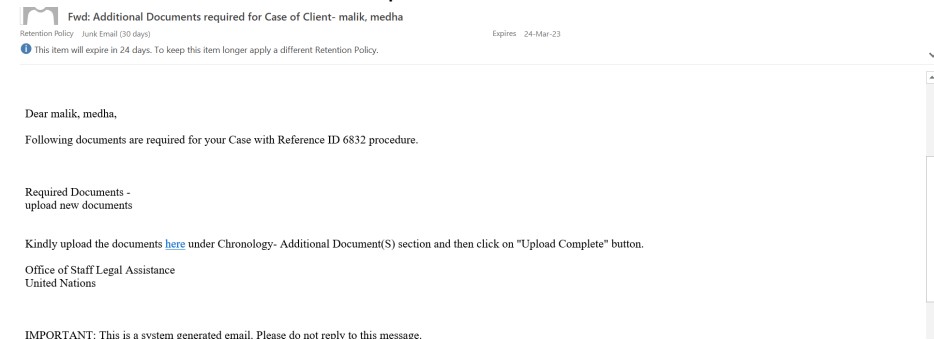 Fwd: Additional Documents required for Case of Client- malik, medha
Retention Policy Junk Email (30 days) Expires 24-Mar-23
This item will expire in 24 days. To keep this item longer apply a different Retention Policy.
Dear malik, medha,
Following documents are required for your Case with Reference ID 6832 procedure.
Required Documents -
upload new documents
Kindly upload the documents here under Chronology- Additional Document(S) section and then click on "Upload Complete" button.
Office of Staff Legal Assistance
United Nations
IMPORTANT: This is a system generated email. Please do not reply to this message.